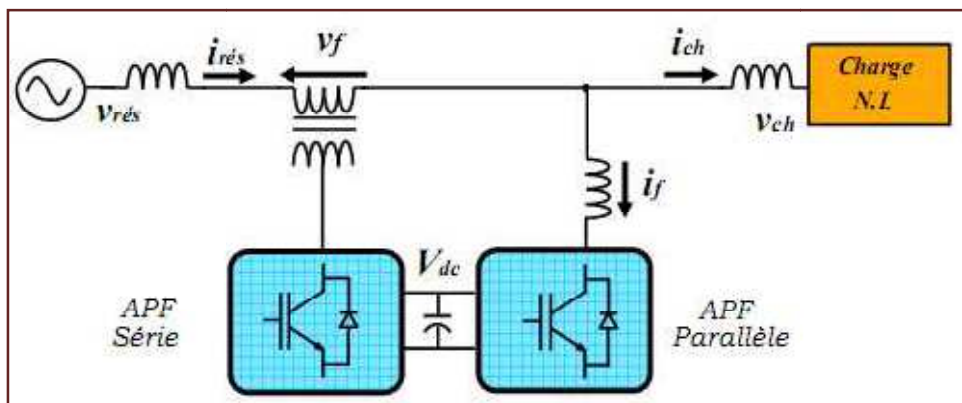 i_rés
v_f
i_ch
Charge
N.L
v_rés
v_ch
i_f
V_dc
APF
Série
APF
Parallèle